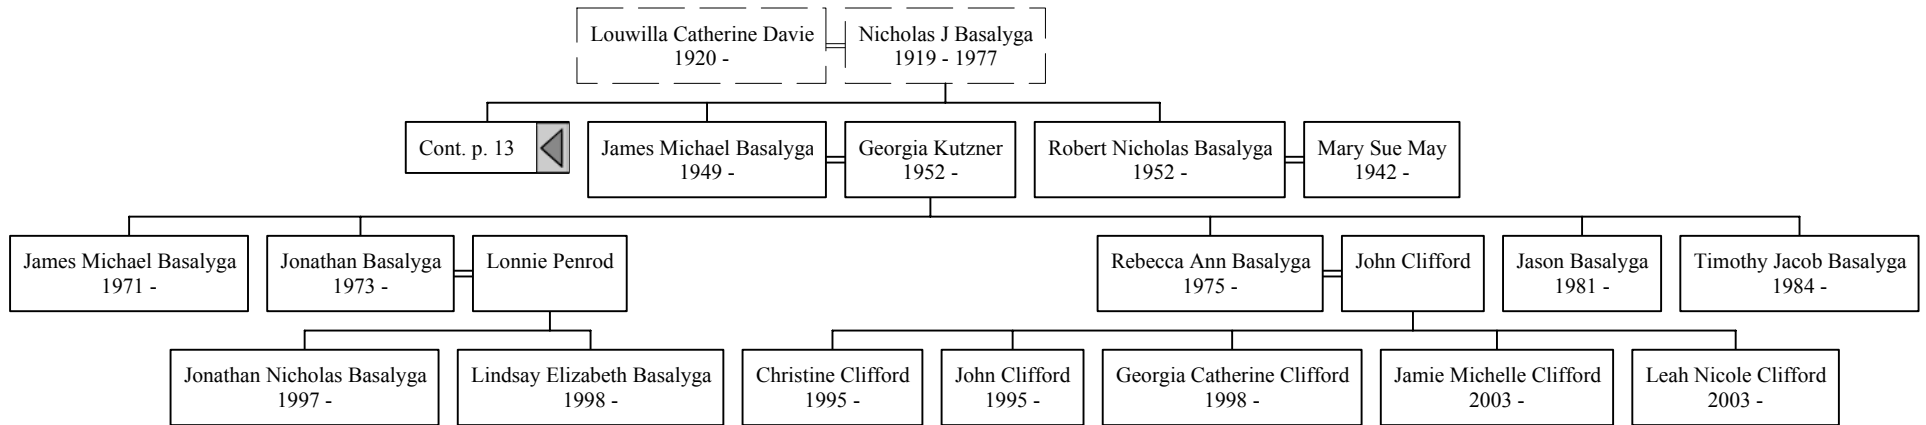 Louwilla Catherine Davie
1920 -
Nicholas J Basalyga
1919 - 1977
Cont. p. 13
James Michael Basalyga
1949 -
Georgia Kutzner
1952 -
Robert Nicholas Basalyga
1952 -
Mary Sue May
1942 -
James Michael Basalyga
1971 -
Jonathan Basalyga
1973 -
Lonnie Penrod
Rebecca Ann Basalyga
1975 -
John Clifford
Jason Basalyga
1981 -
Timothy Jacob Basalyga
1984 -
Jonathan Nicholas Basalyga
1997 -
Lindsay Elizabeth Basalyga
1998 -
Christine Clifford
1995 -
John Clifford
1995 -
Georgia Catherine Clifford
1998 -
Jamie Michelle Clifford
2003 -
Leah Nicole Clifford
2003 -